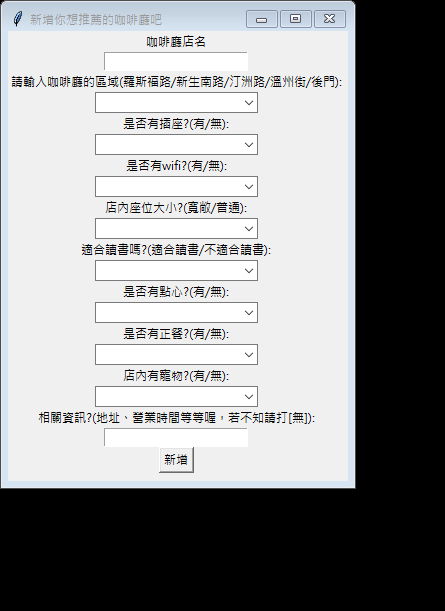 新增你想推薦的咖啡廳吧
咖啡廳店名
請輸入咖啡廳的區域(羅斯福路/新生南路/汀洲路/溫州街/後門):
是否有插座?(有/無):
是否有wifi?(有/無):
店內座位大小?(寬敞/普通):
適合讀書嗎?(適合讀書/不適合讀書):
是否有點心?(有/無):
是否有正餐?(有/無):
店內有寵物?(有/無):
相關資訊?(地址、營業時間等等喔，若不知請打[無]):
新增